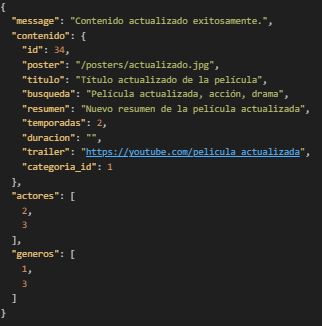 {
  "message": "Contenido actualizado exitosamente.",
  "contenido": {
    "id": 34,
    "poster": "/posters/actualizado.jpg",
    "titulo": "Título actualizado de la película",
    "busqueda": "Película actualizada, acción, drama",
    "resumen": "Nuevo resumen de la película actualizada",
    "temporadas": 2,
    "duracion": "",
    "trailer": "https://youtube.com/pelicula_actualizada",
    "categoria_id": 1
  },
  "actores": [
    2,
    3
  ],
  "generos": [
    1,
    3
  ]
}